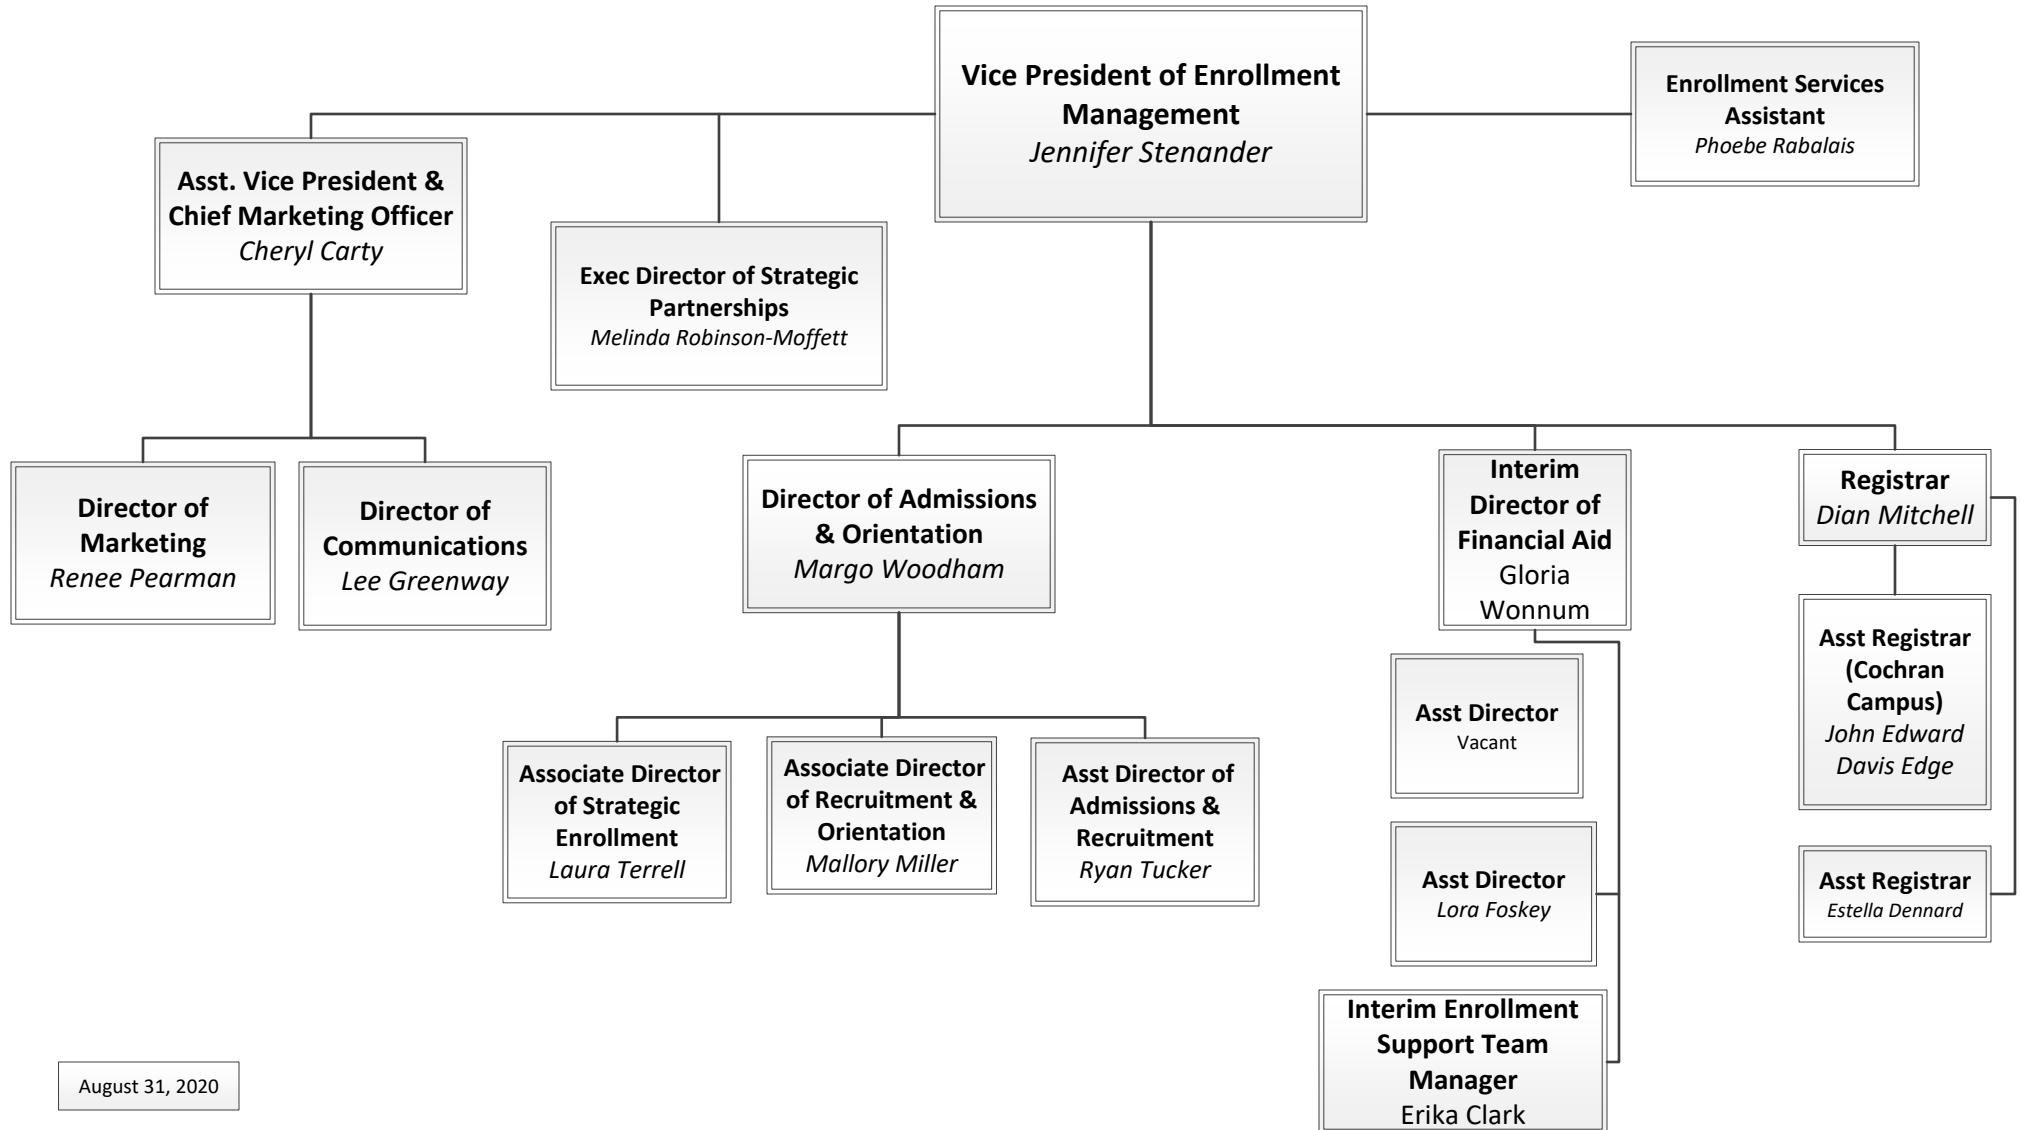 Vice President of Enrollment
Management
Jennifer Stenander
Enrollment Services
Assistant
Phoebe Rabalais
Asst. Vice President &
Chief Marketing Officer
Cheryl Carty
Exec Director of Strategic
Partnerships
Melinda Robinson-Moffett
Director of
Marketing
Renee Pearman
Director of
Communications
Lee Greenway
Director of Admissions
& Orientation
Margo Woodham
Interim
Director of
Financial Aid
Gloria
Wonnum
Registrar
Dian Mitchell
Associate Director
of Strategic
Enrollment
Laura Terrell
Associate Director
of Recruitment &
Orientation
Mallory Miller
Asst Director of
Admissions &
Recruitment
Ryan Tucker
Asst Director
Vacant
Asst Director
Lora Foskey
Interim Enrollment
Support Team
Manager
Erika Clark
Asst Registrar
(Cochran
Campus)
John Edward
Davis Edge
Asst Registrar
Estella Dennard
August 31, 2020